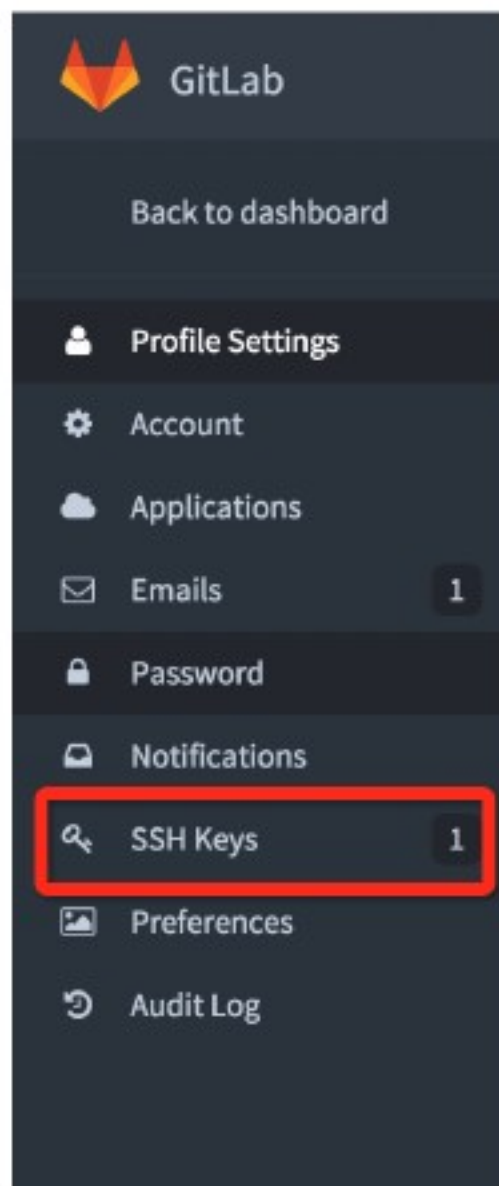 GitLab
Back to dashboard
Profile Settings
Account
Applications
Emails 1
Password
Notifications
SSH Keys 1
Preferences
Audit Log